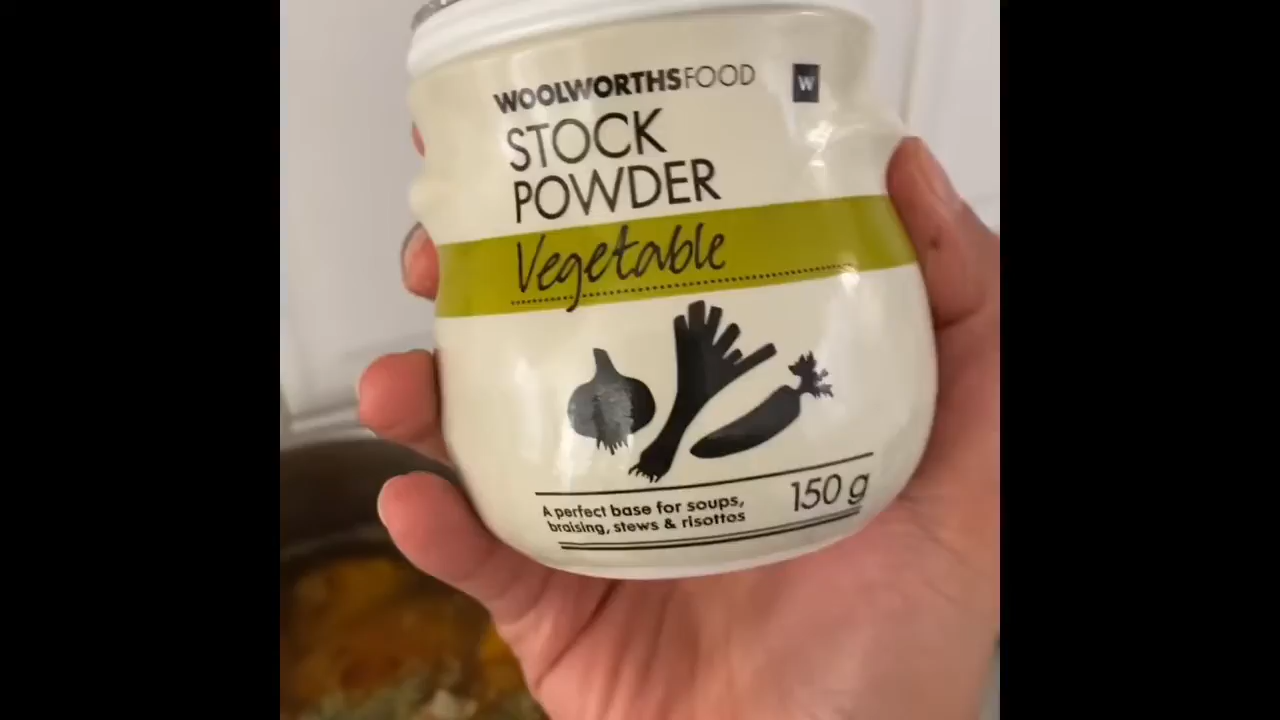 WOOLWORTHSFOOD W
STOCK
POWDER
Vegetable
A perfect base for soups,
braising, stews & risottos
150 g